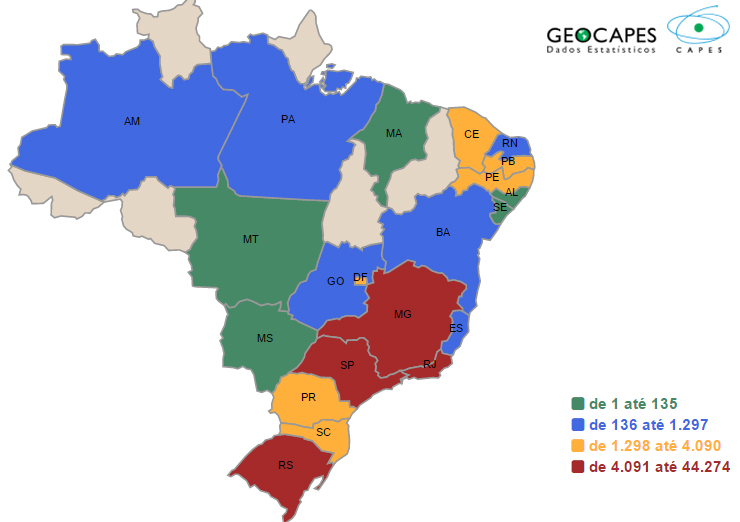 GEOCAPES
Dados Estatísticos
CAPES
AM
PA
MA
CE
RN
PB
PE
AL
SE
MT
BA
GO
DF
MG
ES
MS
SP
RJ
PR
SC
RS
de 1 até 135
de 136 até 1.297
de 1.298 até 4.090
de 4.091 até 44.274